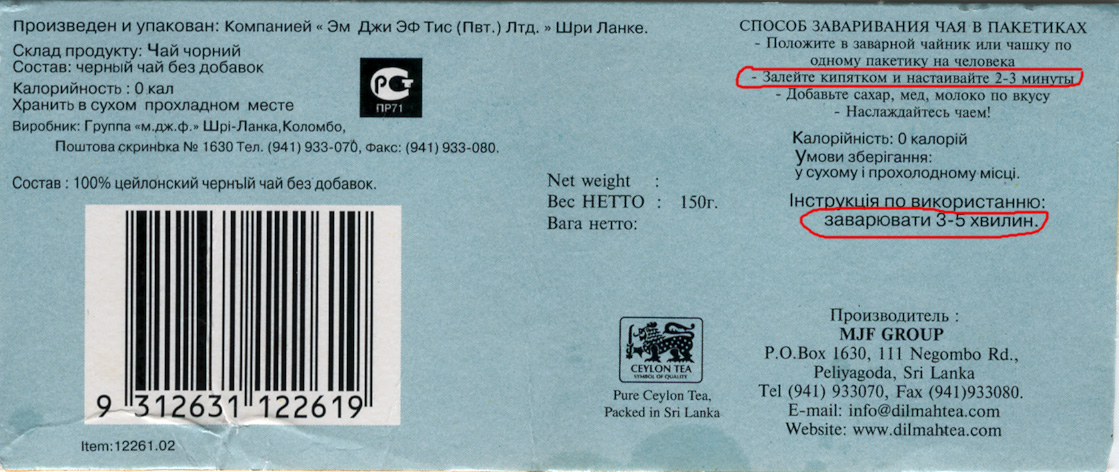 Произведен и упакован: Компанией « Эм Джи ЭФ Тис (Пвт.) Лтд. » Шри Ланке.
Склад продукту: Чай чорний
Состав: черный чай без добавок
Калорийность : 0 кал
Хранить в сухом прохладном месте
Виробник: Группа «м.дж.ф.» Шрі-Ланка,Коломбо,
Поштова скринька № 1630 Тел. (941) 933-070, Факс: (941) 933-080.
РСТ
ПР71
Состав : 100% цейлонский черный чай без добавок.
9 312631 122619
Item:12261.02
Net weight :
Вес НЕТТО : 150г.
Вага нетто:
CEYLON TEA
SYMBOL OF QUALITY
Pure Ceylon Tea,
Packed in Sri Lanka
СПОСОБ ЗАВАРИВАНИЯ ЧАЯ В ПАКЕТИКАХ
- Положите в заварной чайник или чашку по
одному пакетику на человека
- Залейте кипятком и настаивайте 2-3 минуты
- Добавьте сахар, мед, молоко по вкусу
- Наслаждайтесь чаем!
Калорійність: 0 калорій
Умови зберігання:
у сухому і прохолодному місці.
Інструкція по використанню:
заварювати 3-5 хвилин.
Производитель :
MJF GROUP
P.O.Box 1630, 111 Negombo Rd.,
Peliyagoda, Sri Lanka
Tel (941) 933070, Fax (941)933080.
E-mail: info@dilmahtea.com
Website: www.dilmahtea.com